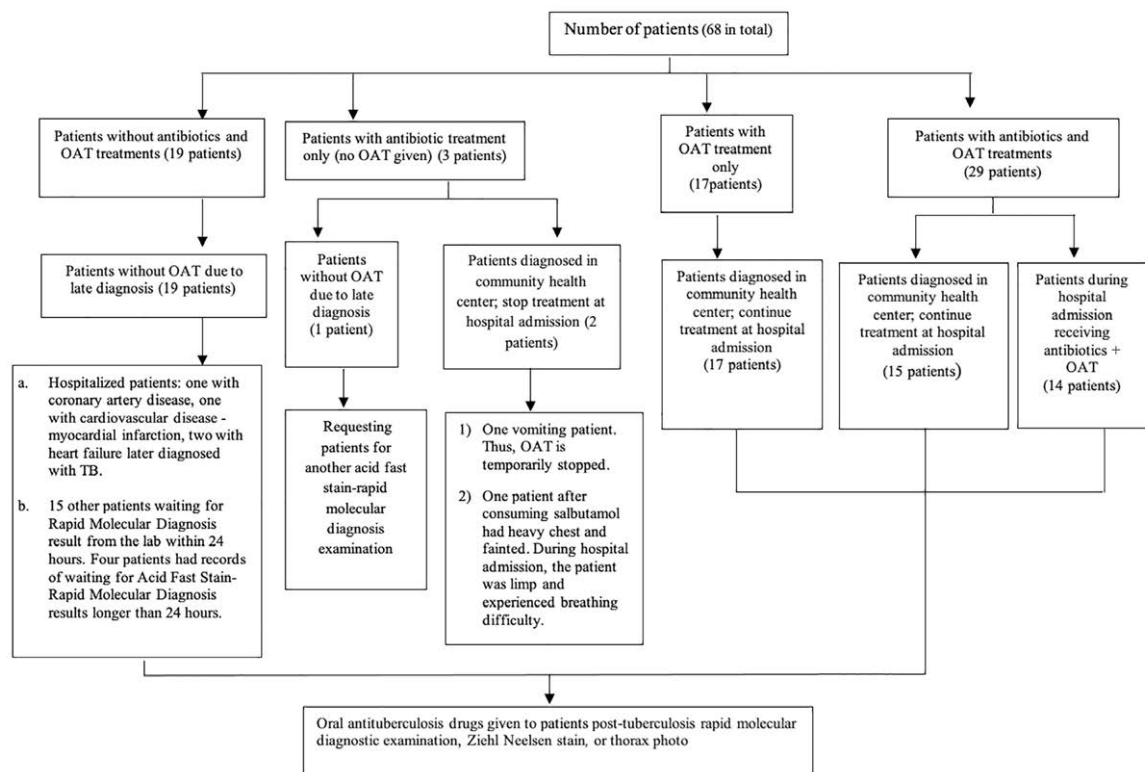 Number of patients (68 in total)
Patients without antibiotics and
OAT treatments (19 patients)
Patients with antibiotic treatment
only (no OAT given) (3 patients)
Patients with
OAT treatment
only
(17patients)
Patients with antibiotics and
OAT treatments
(29 patients)
Patients without OAT due to
late diagnosis (19 patients)
Patients
without OAT
due to late
diagnosis
(1 patient)
Patients diagnosed in
community health
center; stop treatment at
hospital admission (2
patients)
Patients diagnosed in
community health
center; continue
treatment at hospital
admission
(17 patients)
Patients diagnosed in
community health
center; continue
treatment at hospital
admission
(15 patients)
Patients during
hospital
admission
receiving
antibiotics +
OAT
(14 patients)
a. Hospitalized patients: one with
coronary artery disease, one
with cardiovascular disease -
myocardial infarction, two with
heart failure later diagnosed
with TB.
b. 15 other patients waiting for
Rapid Molecular Diagnosis
result from the lab within 24
hours. Four patients had records
of waiting for Acid Fast Stain-
Rapid Molecular Diagnosis
results longer than 24 hours.
Requesting
patients for
another acid fast
stain-rapid
molecular
diagnosis
examination
1) One vomiting patient.
Thus, OAT is
temporarily stopped.
2) One patient after
consuming salbutamol
had heavy chest and
fainted. During hospital
admission, the patient
was limp and
experienced breathing
difficulty.
Oral antituberculosis drugs given to patients post-tuberculosis rapid molecular
diagnostic examination, Ziehl Neelsen stain, or thorax photo